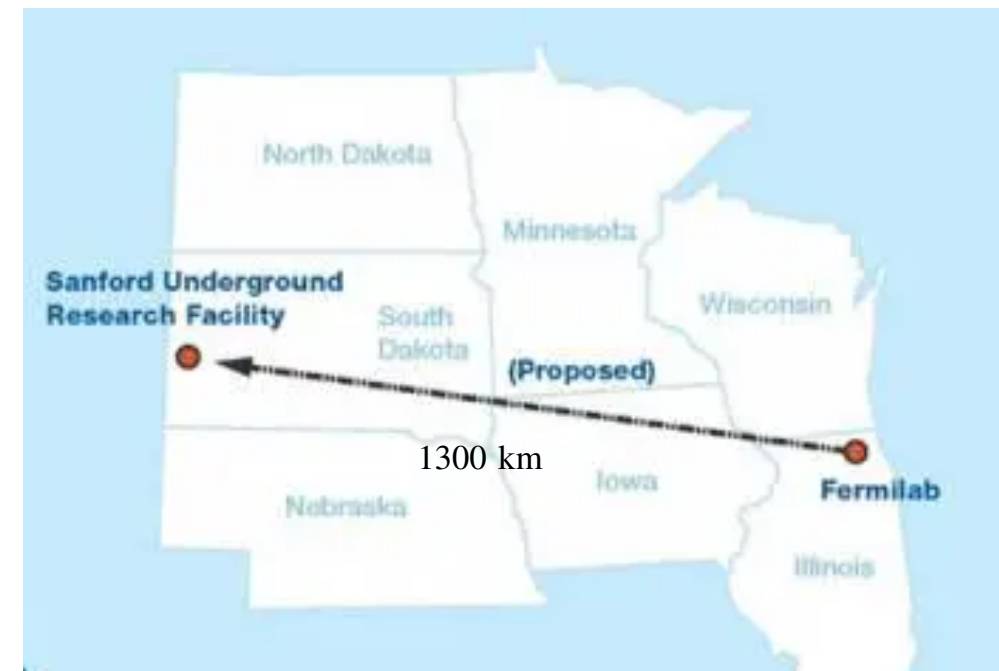 North Dakota
Minnesota
Sanford Underground
Research Facility
Wisconsin
South
Dakota
(Proposed)
1300 km
Iowa
Fermilab
Nebraska
Illinois